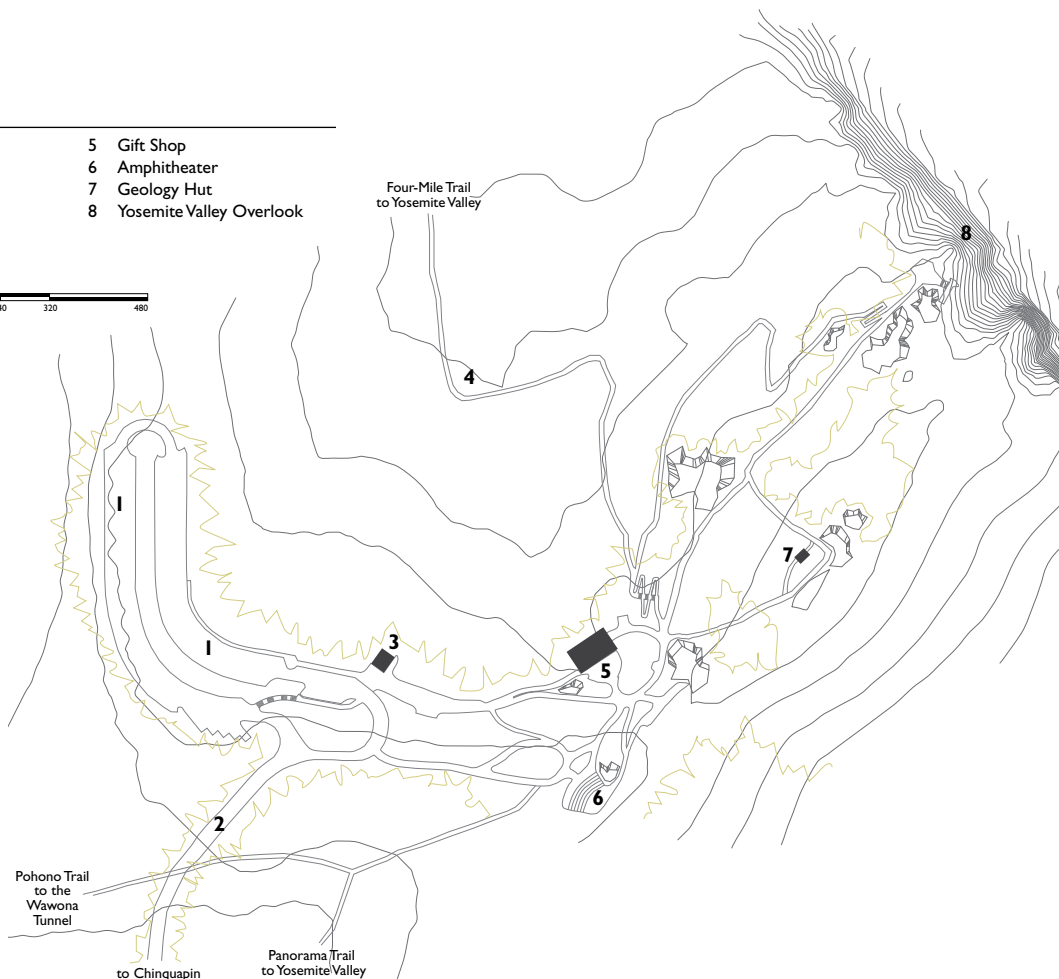 5 Gift Shop
6 Amphitheater
7 Geology Hut
8 Yosemite Valley Overlook
40 320 480
Four-Mile Trail
to Yosemite Valley
8
4
1
7
1
3
5
6
2
Pohono Trail
to the
Wawona
Tunnel
Panorama Trail
to Yosemite Valley
to Chinquapin